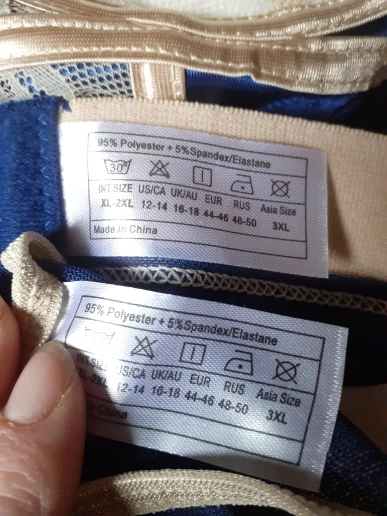 95% Polyester + 5%Spandex/Elastane
30
INT.SIZE US/CA UK/AU EUR RUS Asia Size
XL-2XL 12-14 16-18 44-46 48-50 3XL
Made in China
95% Polyester + 5%Spandex/Elastane
US/CA UK/AU EUR RUS Asia Size
12-14 16-18 44-46 48-50 3XL
in China